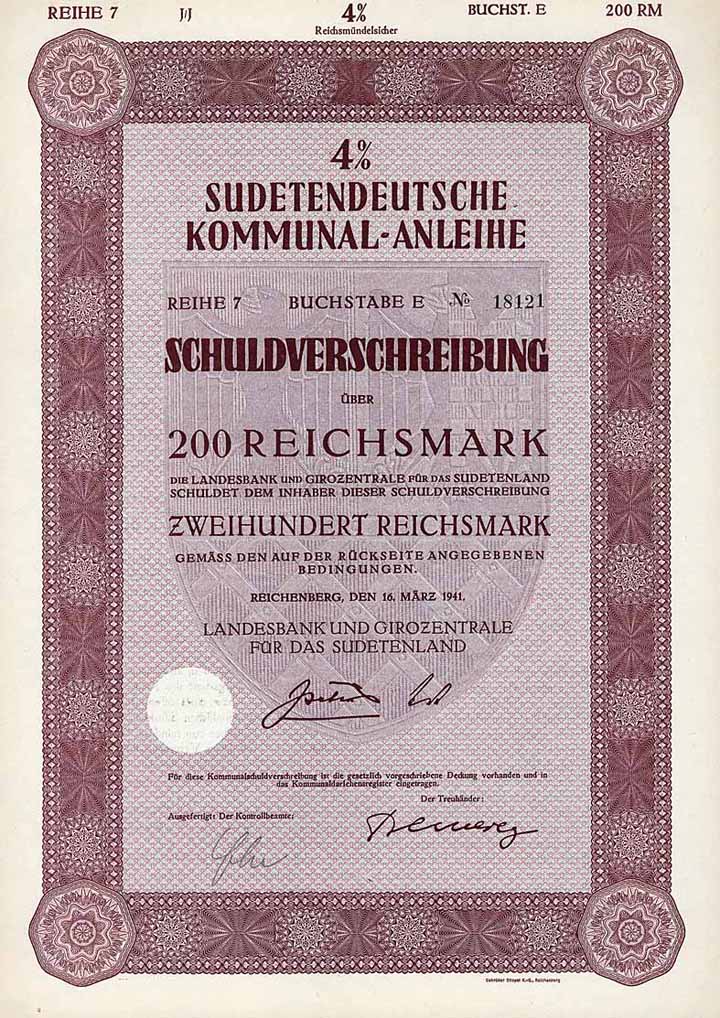 REIHE 7 J/J 4% BUCHST. E 200 RM
Reichsmündelsicher
4%
SUDETENDEUTSCHE
KOMMUNAL-ANLEIHE
REIHE 7 BUCHSTABE E № 18121
SCHULDVERSCHREIBUNG
ÜBER
200 REICHSMARK
DIE LANDESBANK UND GIROZENTRALE FÜR DAS SUDETENLAND
SCHULDET DEM INHABER DIESER SCHULDVERSCHREIBUNG
ZWEIHUNDERT REICHSMARK
GEMÄSS DEN AUF DER RÜCKSEITE ANGEGEBENEN
BEDINGUNGEN.
REICHENBERG, DEN 16. MÄRZ 1941.
LANDESBANK UND GIROZENTRALE
FÜR DAS SUDETENLAND
Für diese Kommunalschuldverschreibung ist die gesetzlich vorgeschriebene Deckung vorhanden und in
das Kommunaldarlehensregister eingetragen.
Der Treuhänder:
Ausgefertigt: Der Kontrollbeamte:
Gebrüder Stiepel K.-G., Reichenberg